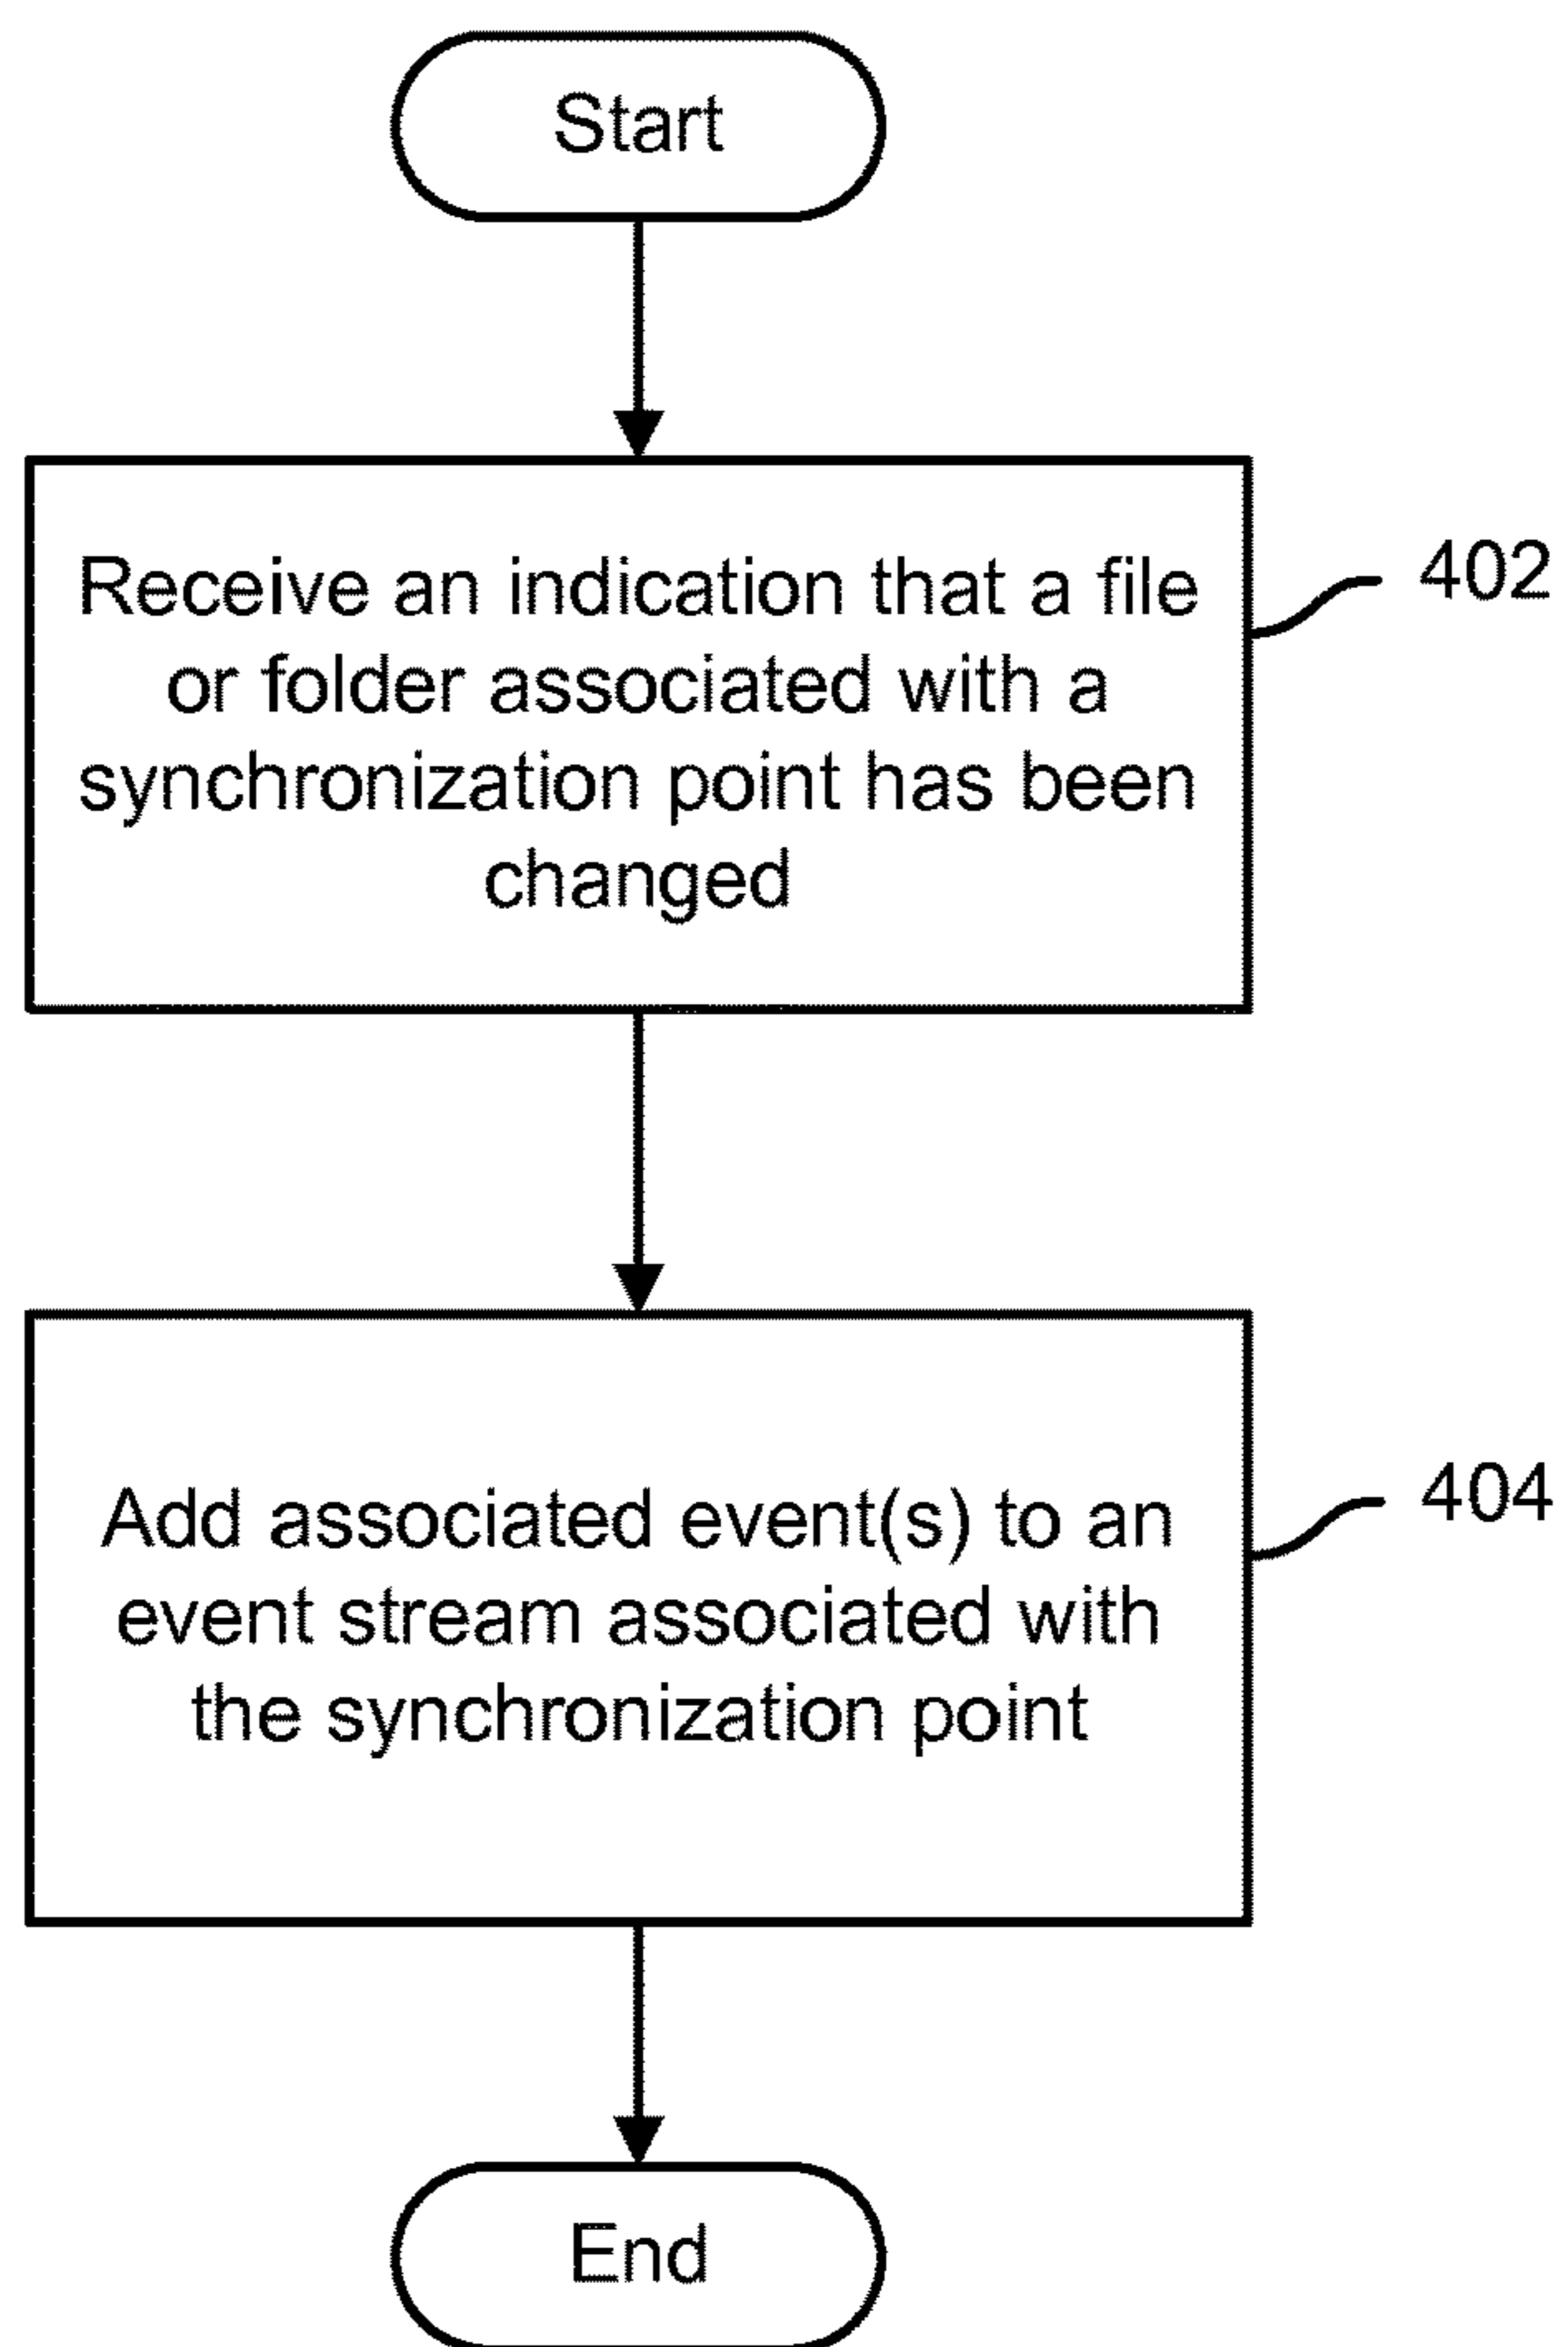 Start
Receive an indication that a file
or folder associated with a
synchronization point has been
changed
402
Add associated event(s) to an
event stream associated with
the synchronization point
404
End